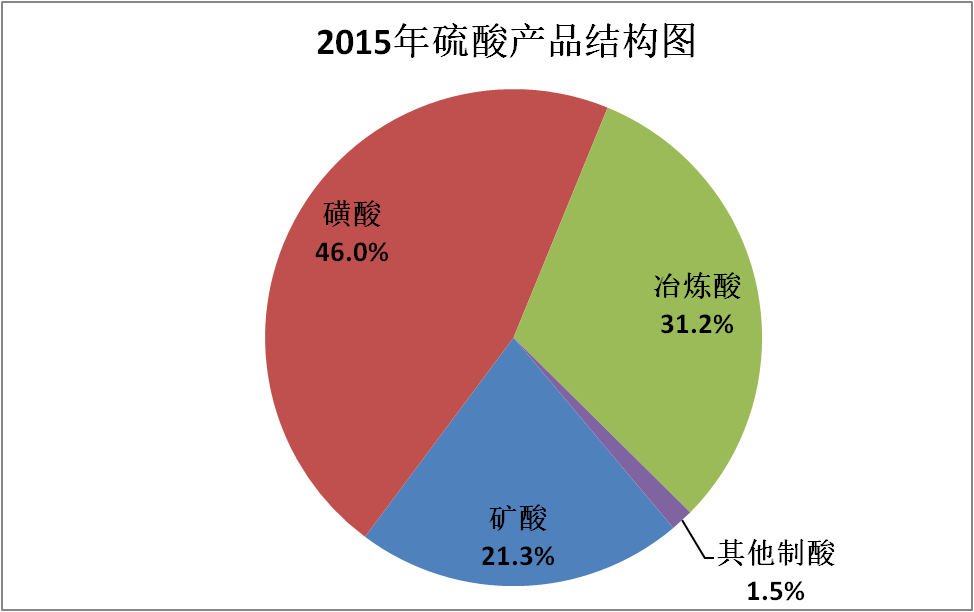 2015年硫酸产品结构图
磺酸
46.0%
冶炼酸
31.2%
矿酸
21.3%
其他制酸
1.5%